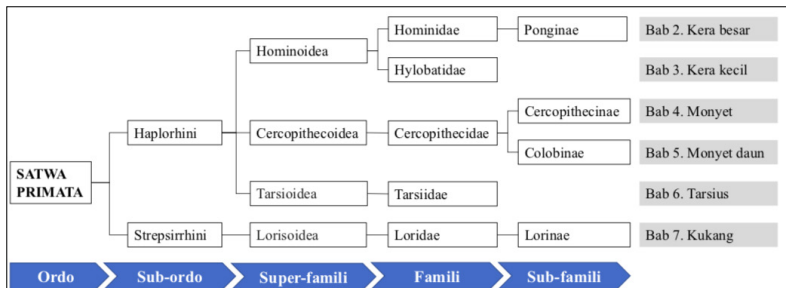 Hominidae Ponginae Bab 2. Kera besar
Hominoidea
Hylobatidae Bab 3. Kera kecil
Cercopithecinae Bab 4. Monyet
Haplorhini Cercopithecoidea Cercopithecidae
Colobinae Bab 5. Monyet daun
SATWA
PRIMATA
Tarsioidea Tarsiidae Bab 6. Tarsius
Strepsirrhini Lorisoidea Loridae Lorinae Bab 7. Kukang
Ordo Sub-ordo Super-famili Famili Sub-famili